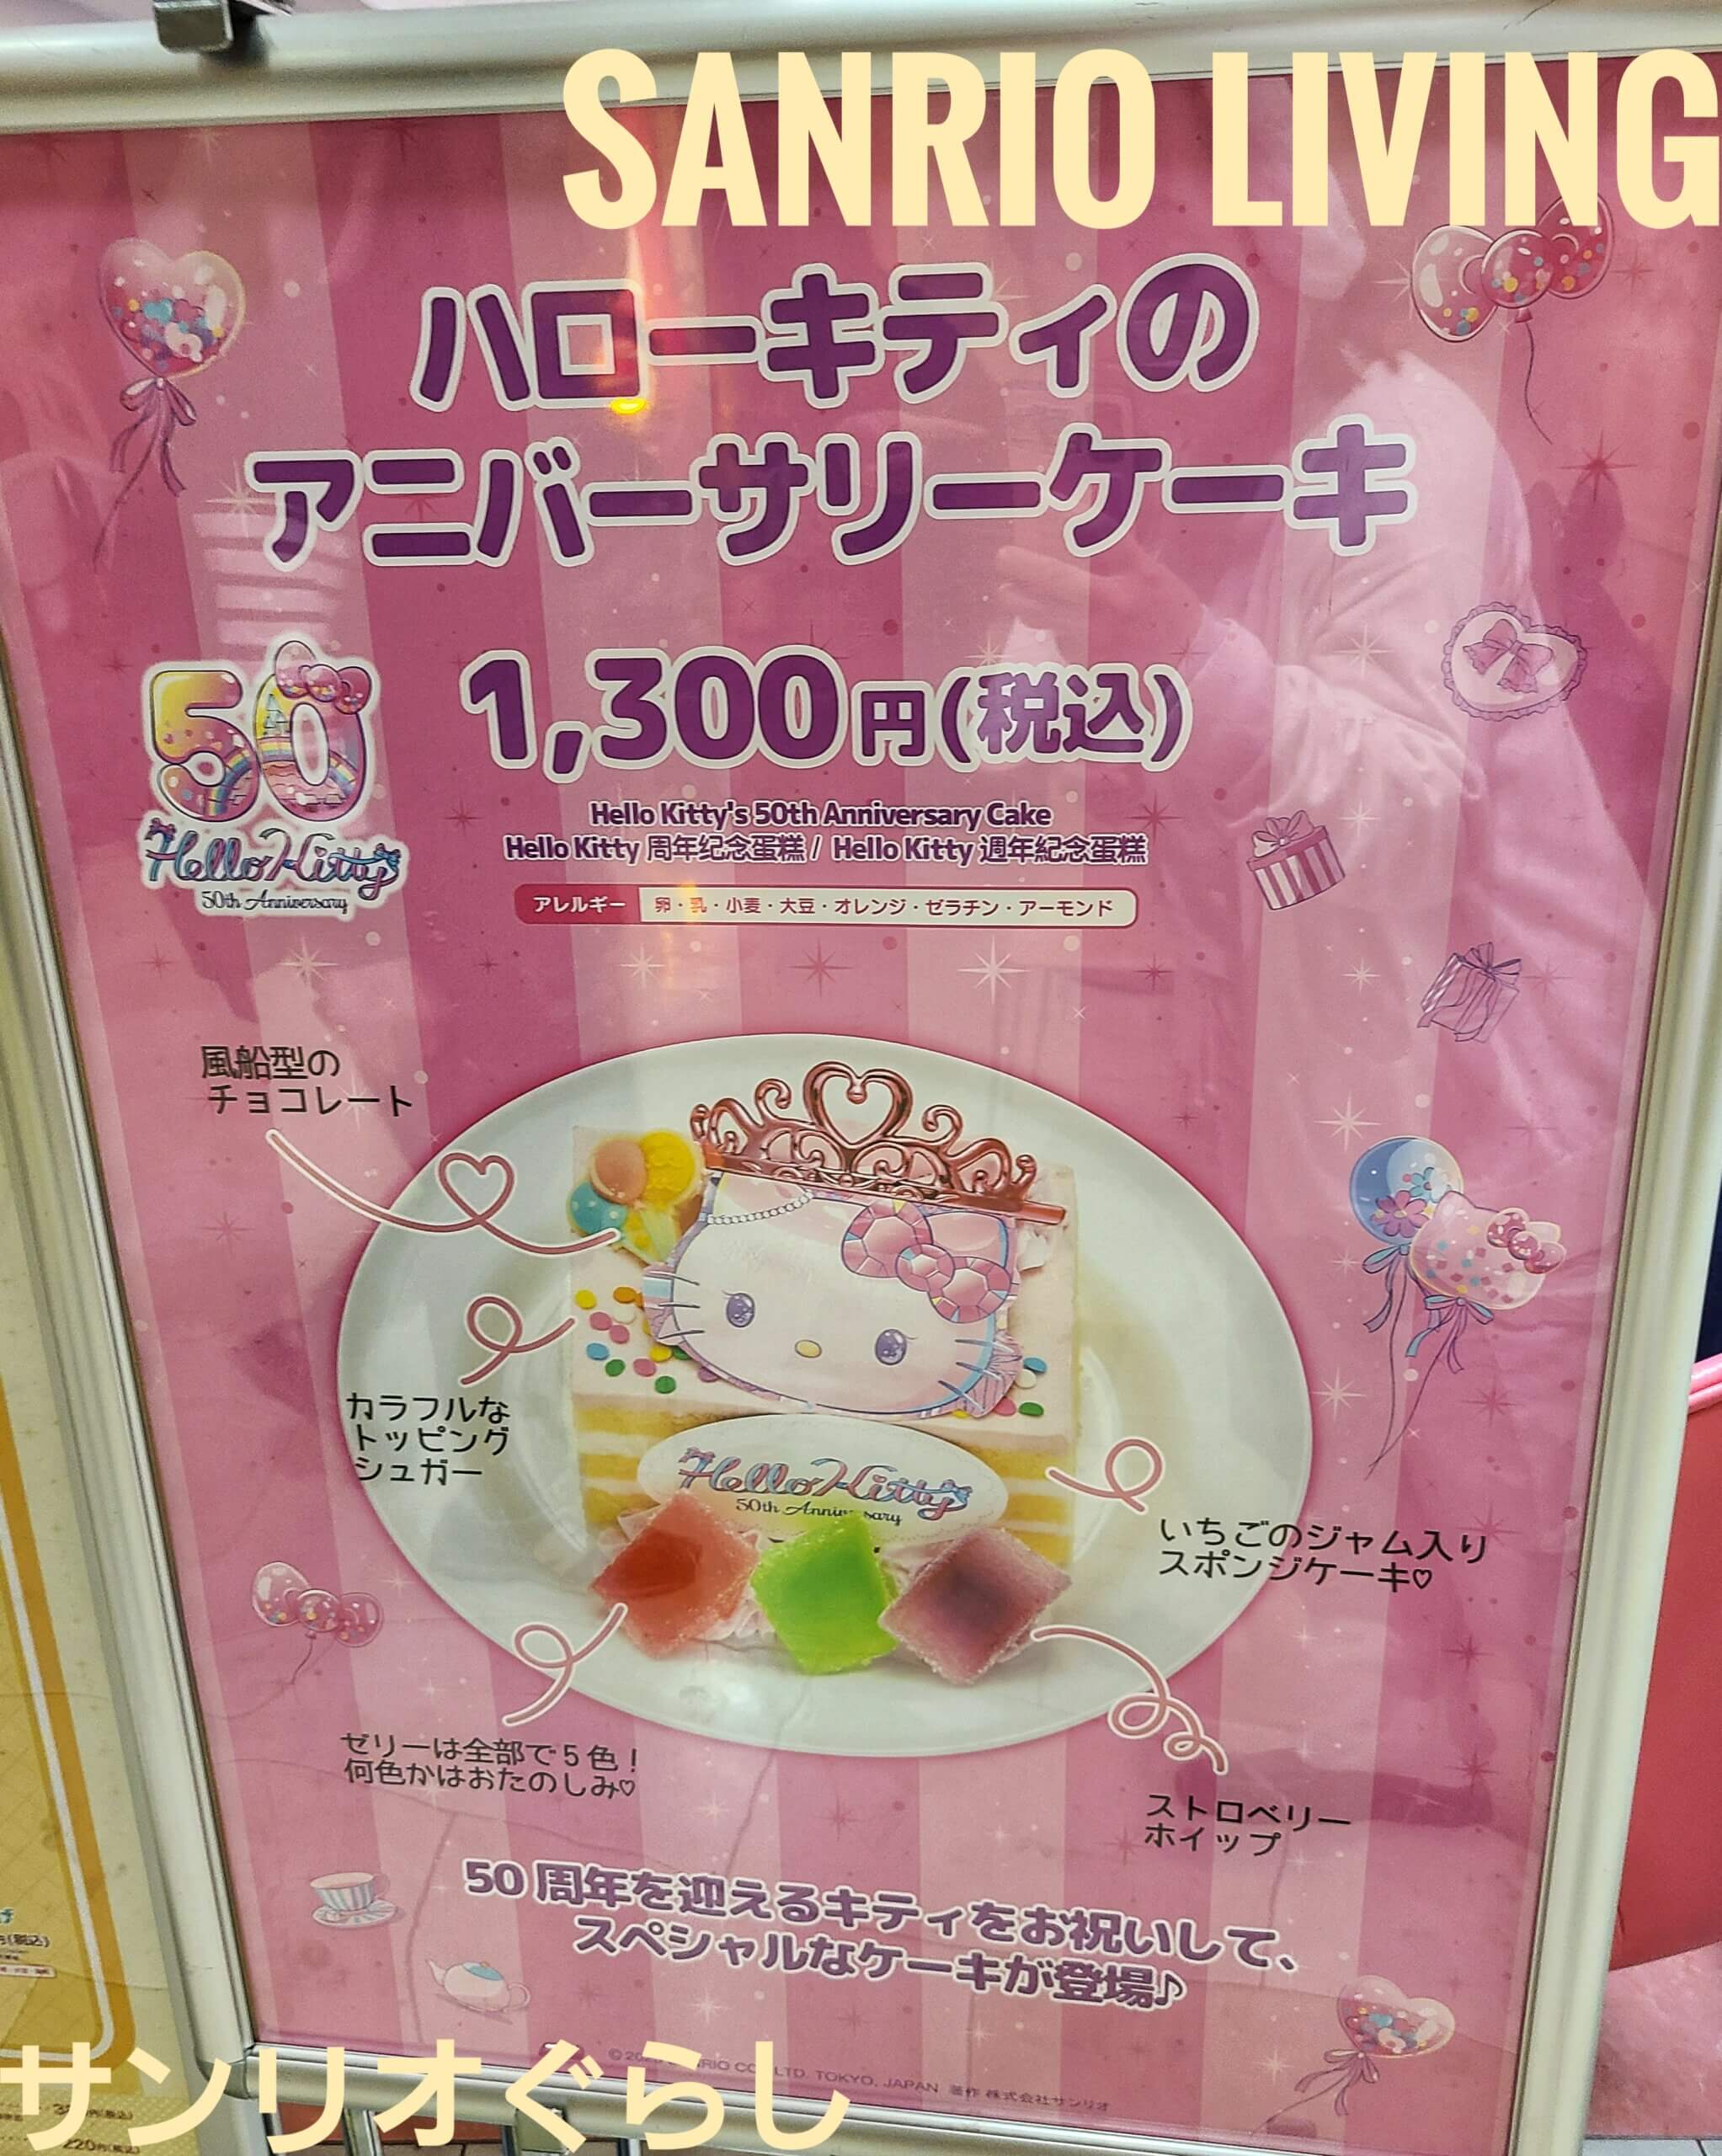 SANRIO LIVING
ハローキティの
アニバーサリーケーキ
50
Hello Kitty
50th Anniversary
1,300円(税込)
Hello Kitty's 50th Anniversary Cake
Hello Kitty 周年纪念蛋糕 / Hello Kitty 週年紀念蛋糕
アレルギー 卵・乳・小麦・大豆・オレンジ・ゼラチン・アーモンド
風船型の
チョコレート
カラフルな
トッピング
シュガー
Hello Kitty
50th Anniversary
いちごのジャム入り
スポンジケーキ♡
ゼリーは全部で5色!
何色かはおたのしみ♡
ストロベリー
ホイップ
50周年を迎えるキティをお祝いして、
スペシャルなケーキが登場♪
LTD. TOKYO, JAPAN 著作 株式会社サンリオ
サンリオぐらし
(税込)
220円(税込)